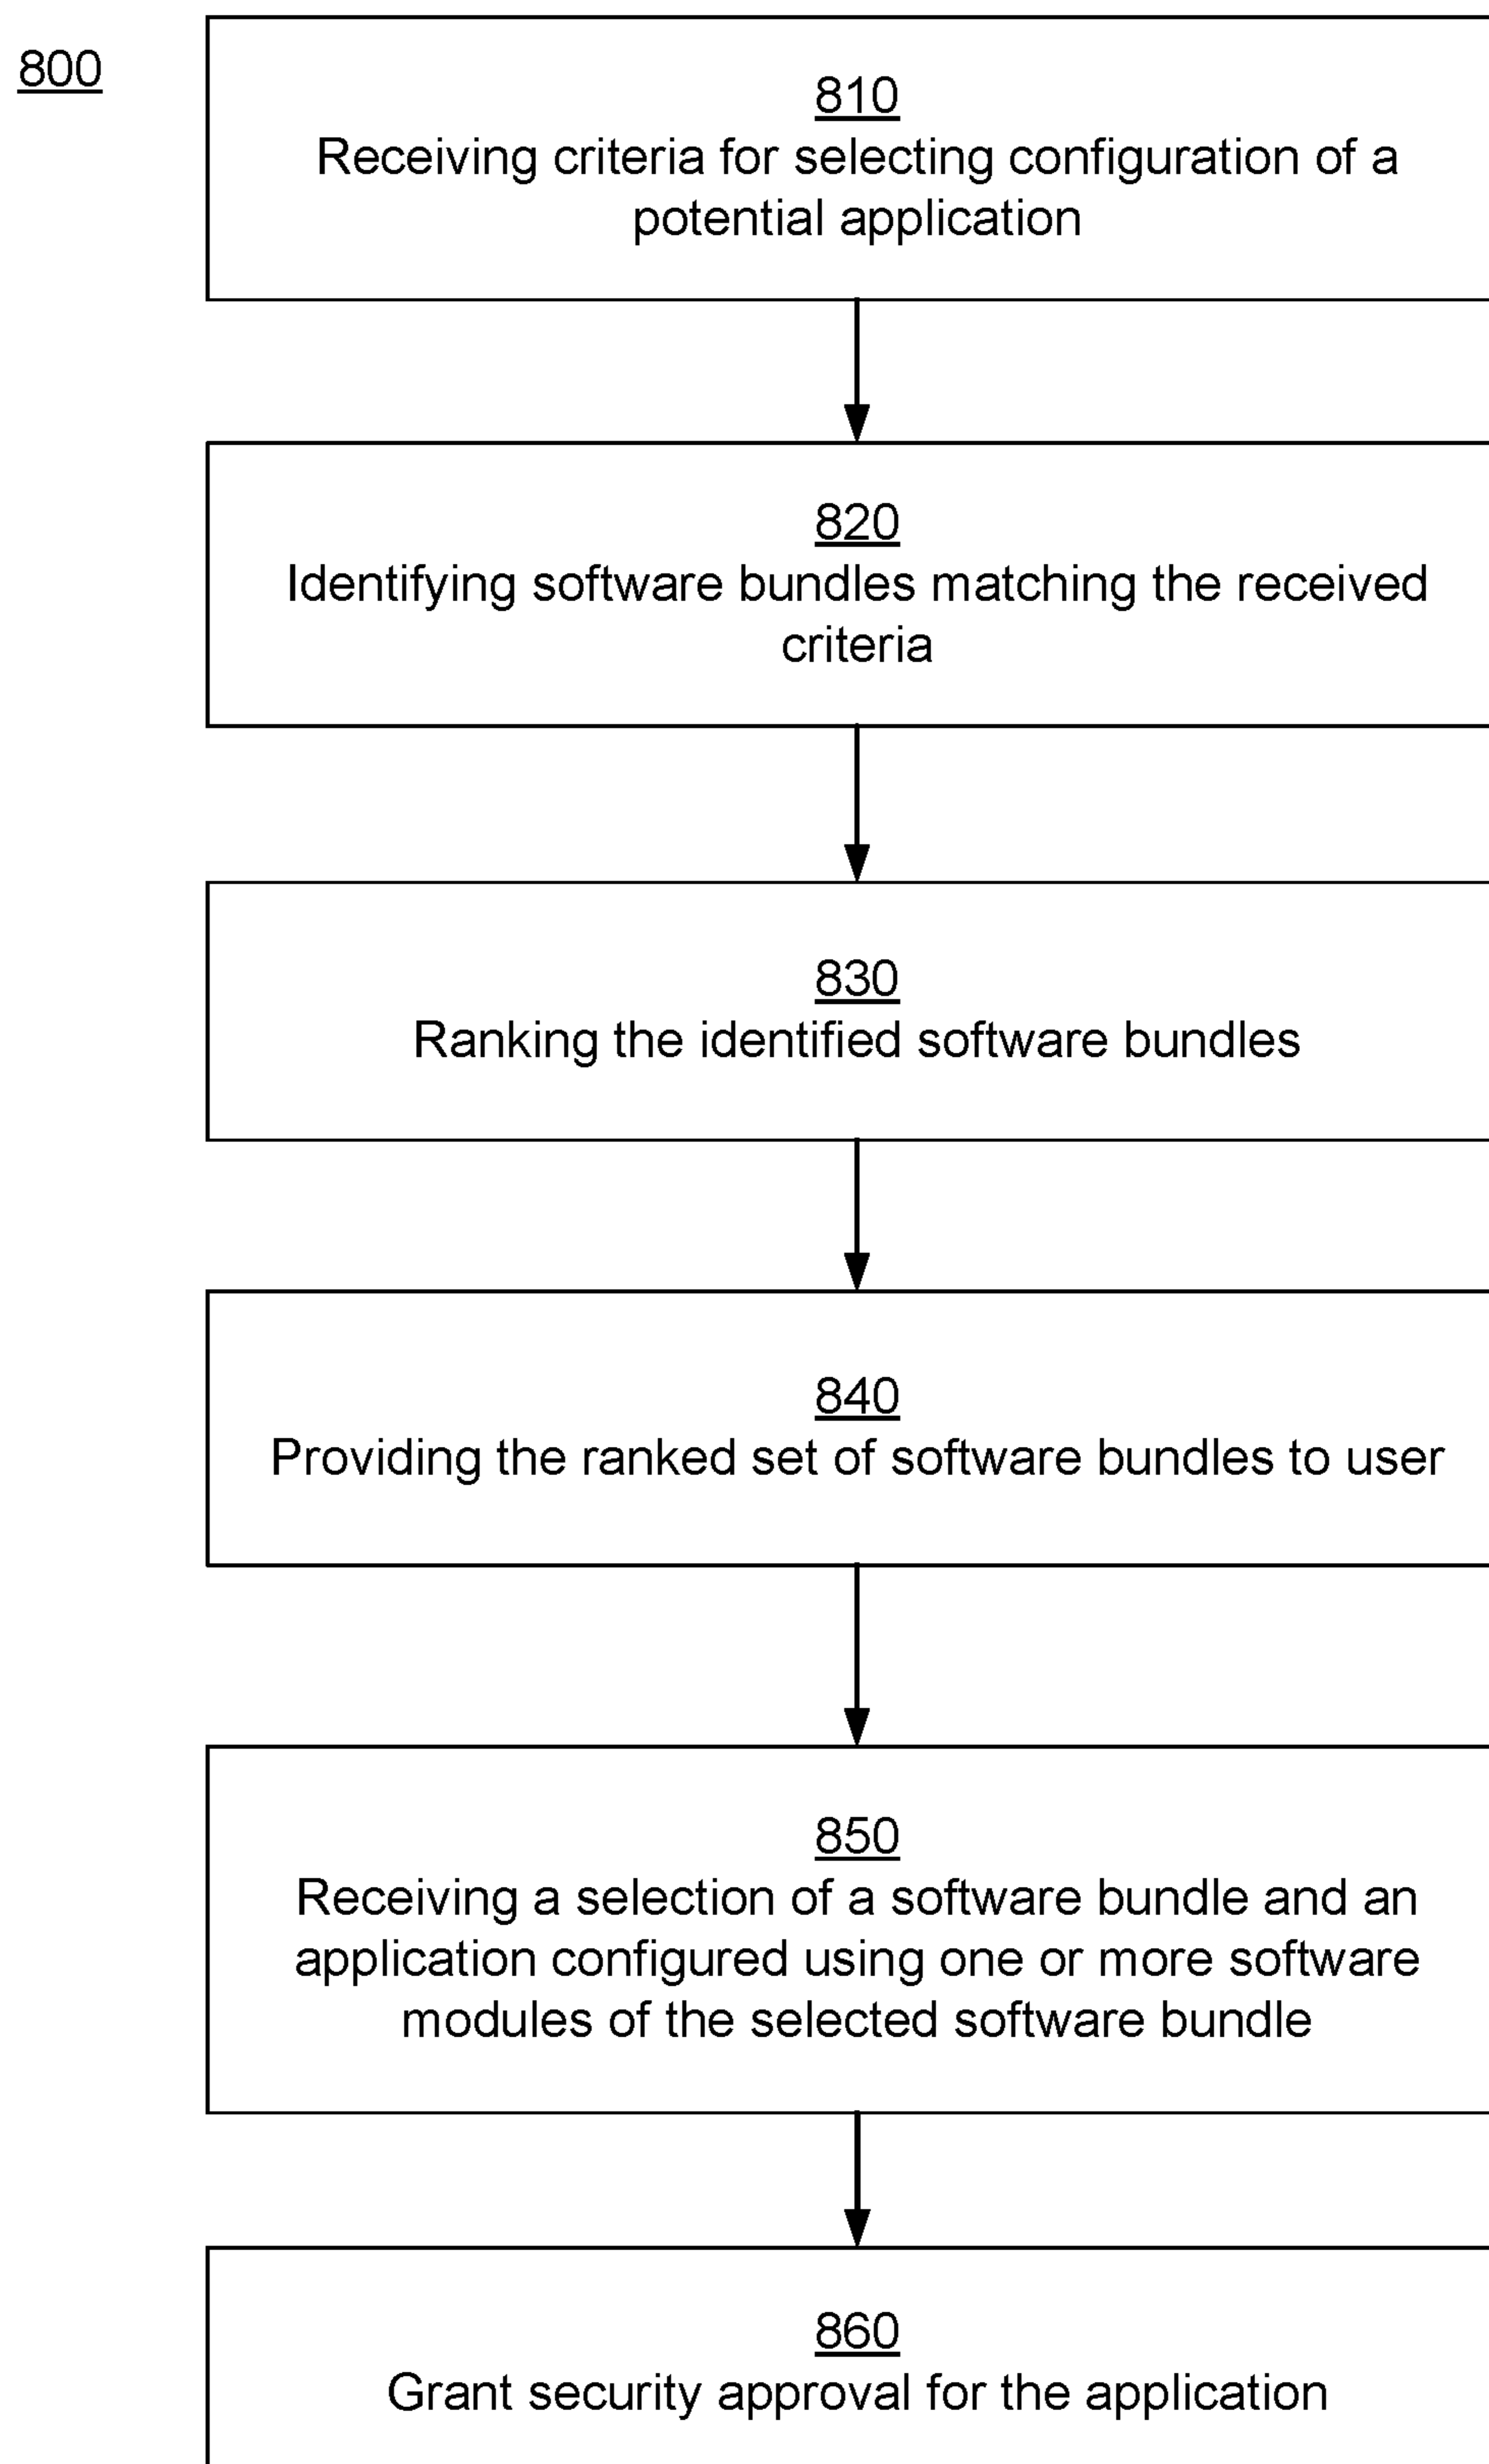 800
810
Receiving criteria for selecting configuration of a
potential application
820
Identifying software bundles matching the received
criteria
830
Ranking the identified software bundles
840
Providing the ranked set of software bundles to user
850
Receiving a selection of a software bundle and an
application configured using one or more software
modules of the selected software bundle
860
Grant security approval for the application